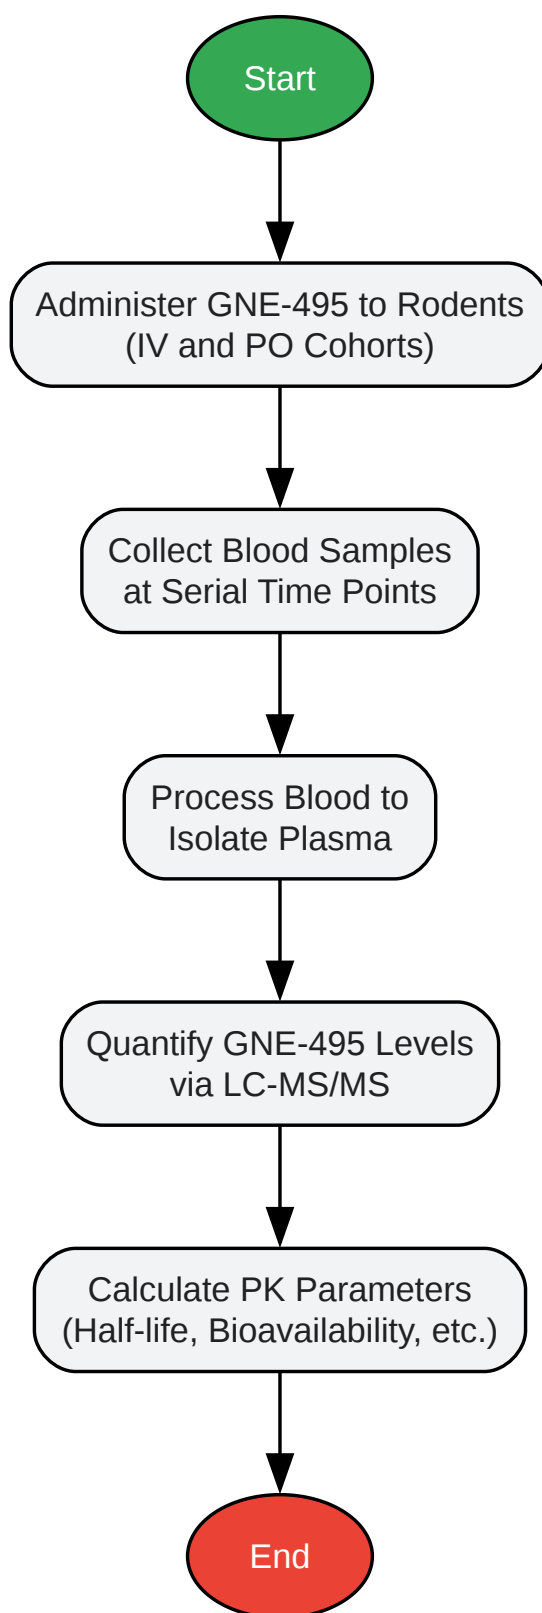 Start
Administer GNE-495 to Rodents
(IV and PO Cohorts)
Collect Blood Samples
at Serial Time Points
Process Blood to
Isolate Plasma
Quantify GNE-495 Levels
via LC-MS/MS
Calculate PK Parameters
(Half-life, Bioavailability, etc.)
End